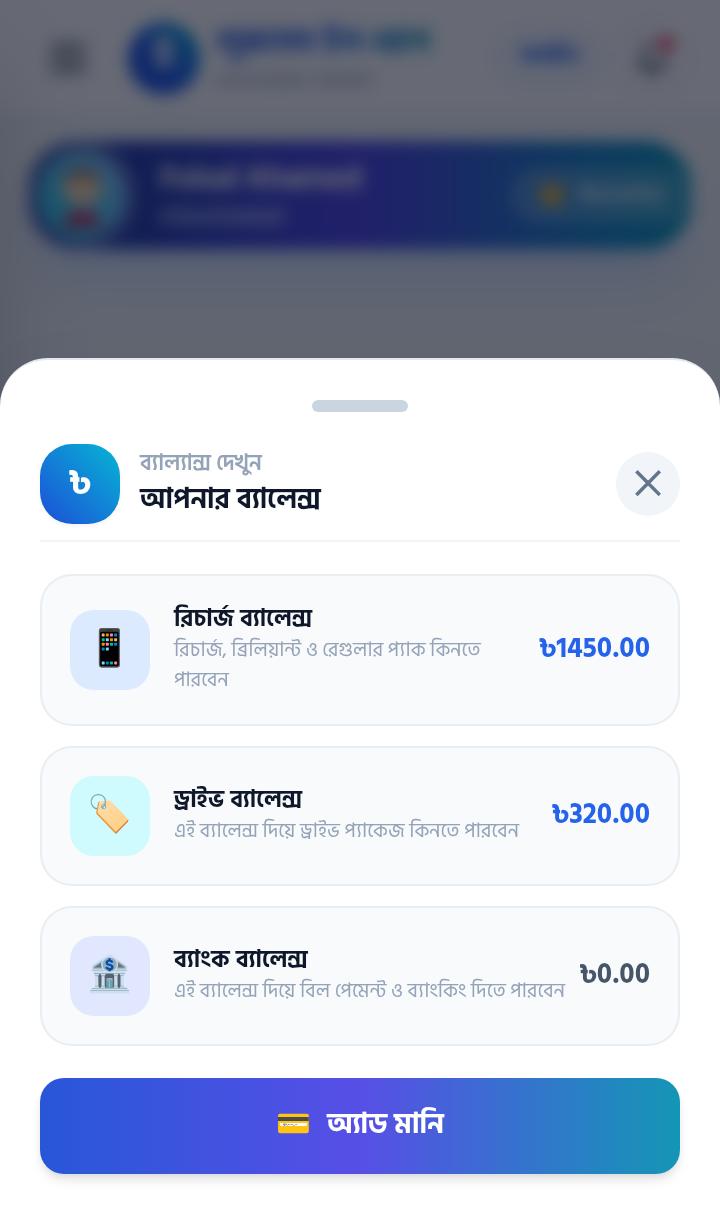 ৳
ব্যাল্যান্স দেখুন
আপনার ব্যালেন্স
রিচার্জ ব্যালেন্স
রিচার্জ, ব্রিলিয়ান্ট ও রেগুলার প্যাক কিনতে
পারবেন
৳1450.00
ড্রাইভ ব্যালেন্স
এই ব্যালেন্স দিয়ে ড্রাইভ প্যাকেজ কিনতে পারবেন
৳320.00
ব্যাংক ব্যালেন্স
এই ব্যালেন্স দিয়ে বিল পেমেন্ট ও ব্যাংকিং দিতে পারবেন
৳0.00
অ্যাড মানি